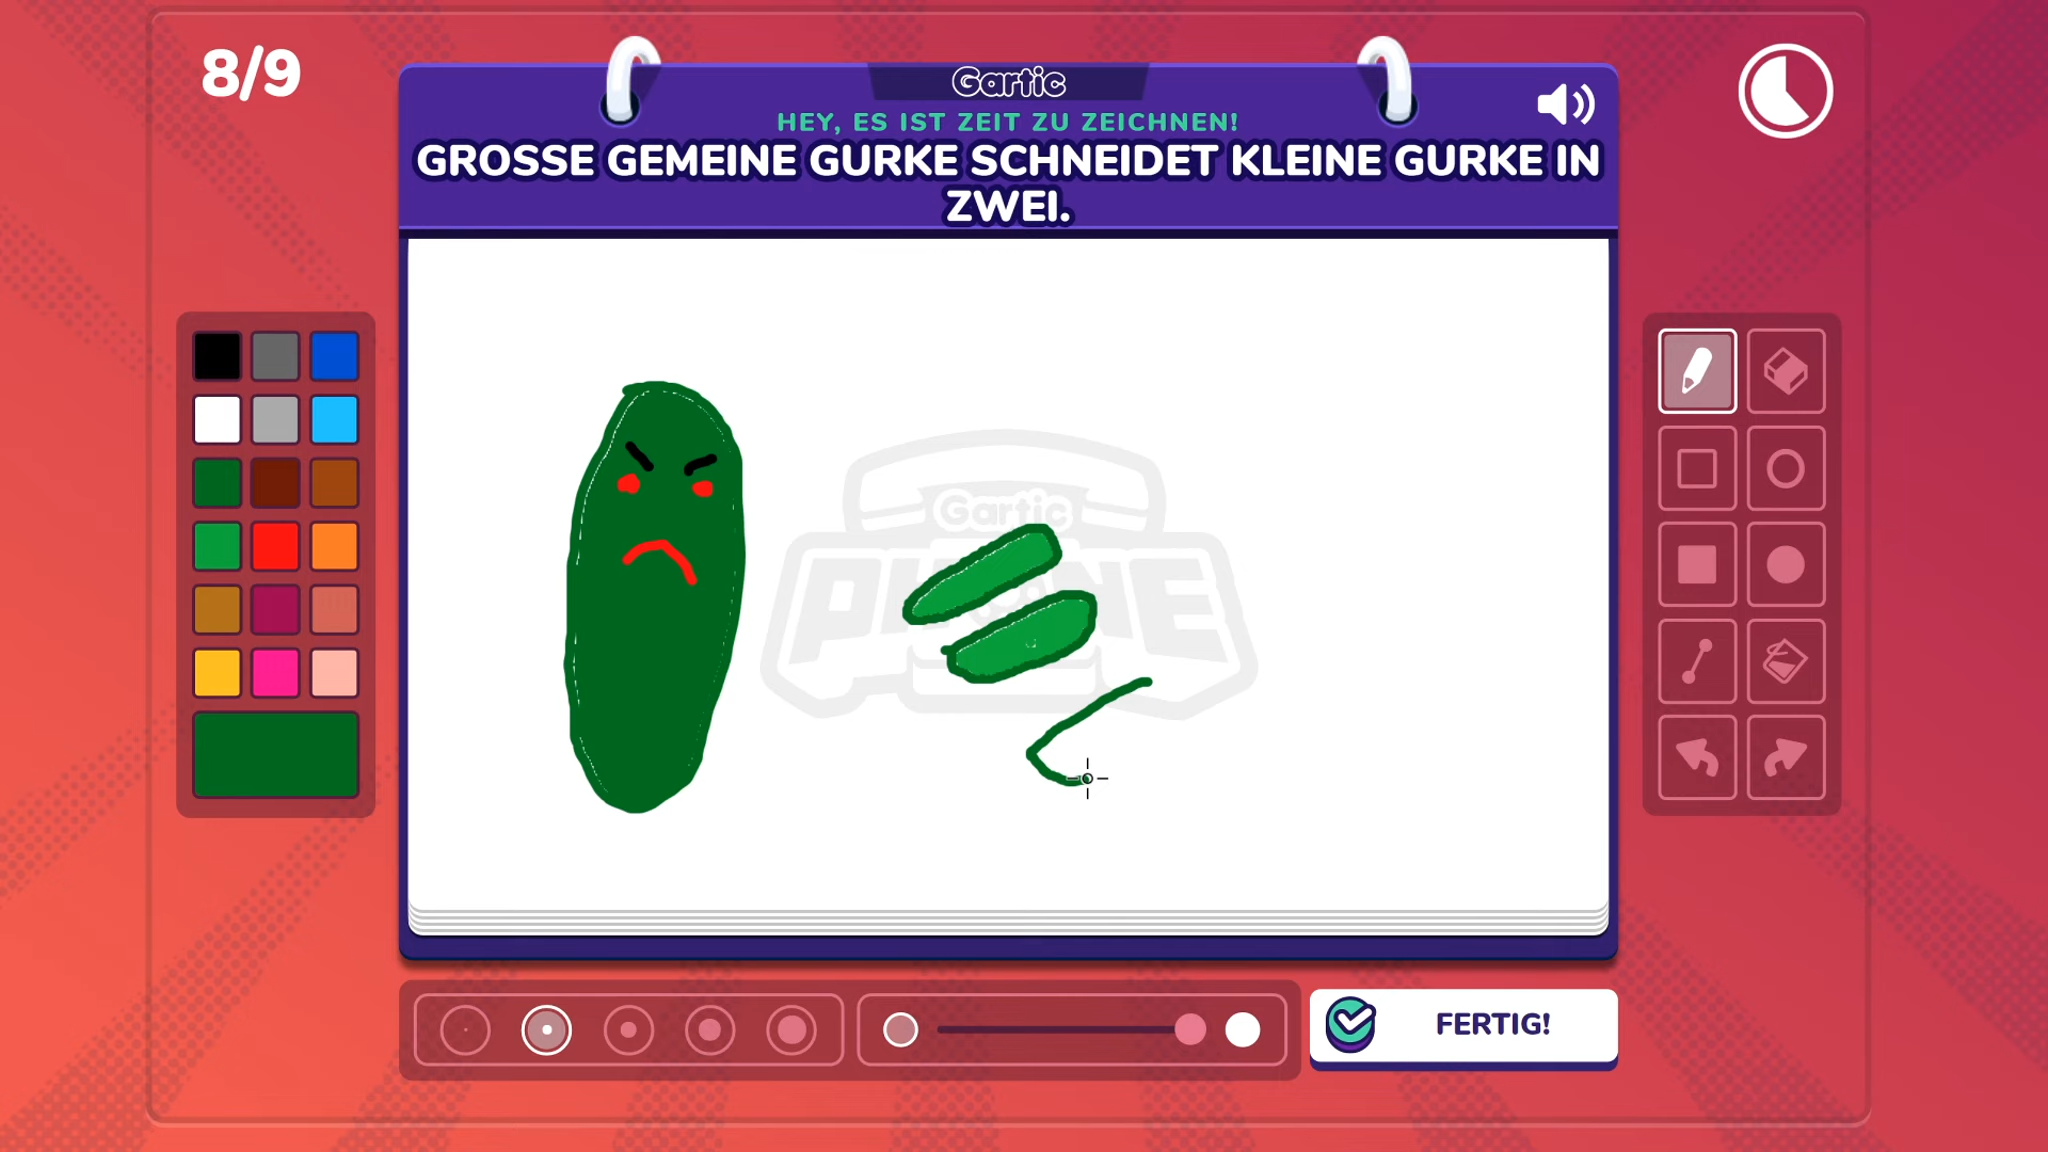 8/9
Gartic
HEY, ES IST ZEIT ZU ZEICHNEN!
GROSSE GEMEINE GURKE SCHNEIDET KLEINE GURKE IN
ZWEI.
Gartic
PHONE
FERTIG!